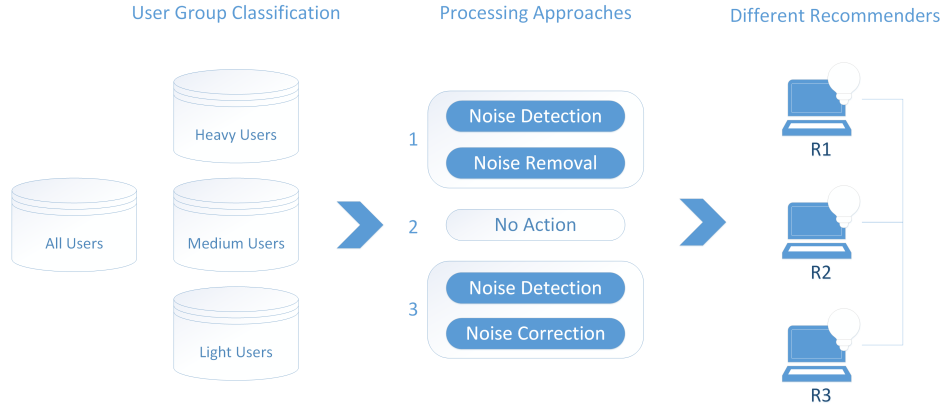 User Group Classification
Processing Approaches
Different Recommenders
All Users
Heavy Users
Medium Users
Light Users
1
Noise Detection
Noise Removal
2
No Action
3
Noise Detection
Noise Correction
R1
R2
R3